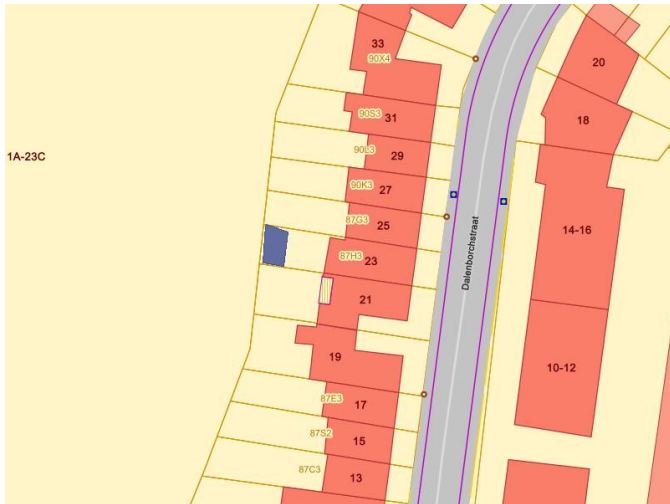 33
90X4
20
90S3
31
18
1A-23C
90L3
29
90K3
27
87G3
25
14-16
87H3
23
Dalenborchstraat
21
19
10-12
87E3
17
87S2
15
87C3
13